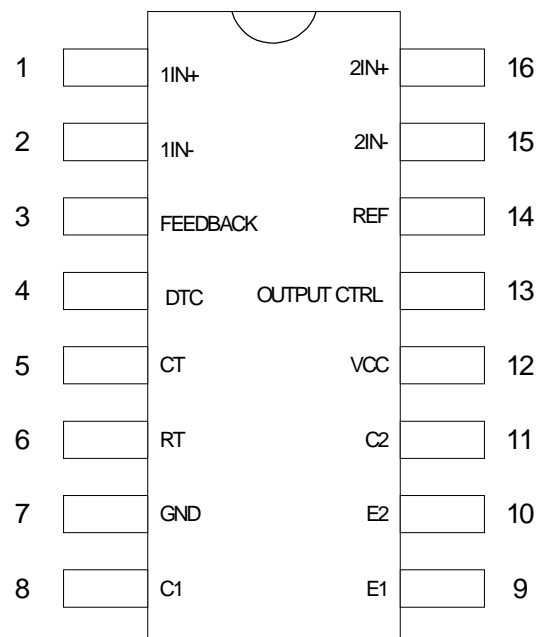 1 1IN+ 2IN+ 16
2 1IN- 2IN- 15
3 FEEDBACK REF 14
4 DTC OUTPUT CTRL 13
5 CT VCC 12
6 RT C2 11
7 GND E2 10
8 C1 E1 9